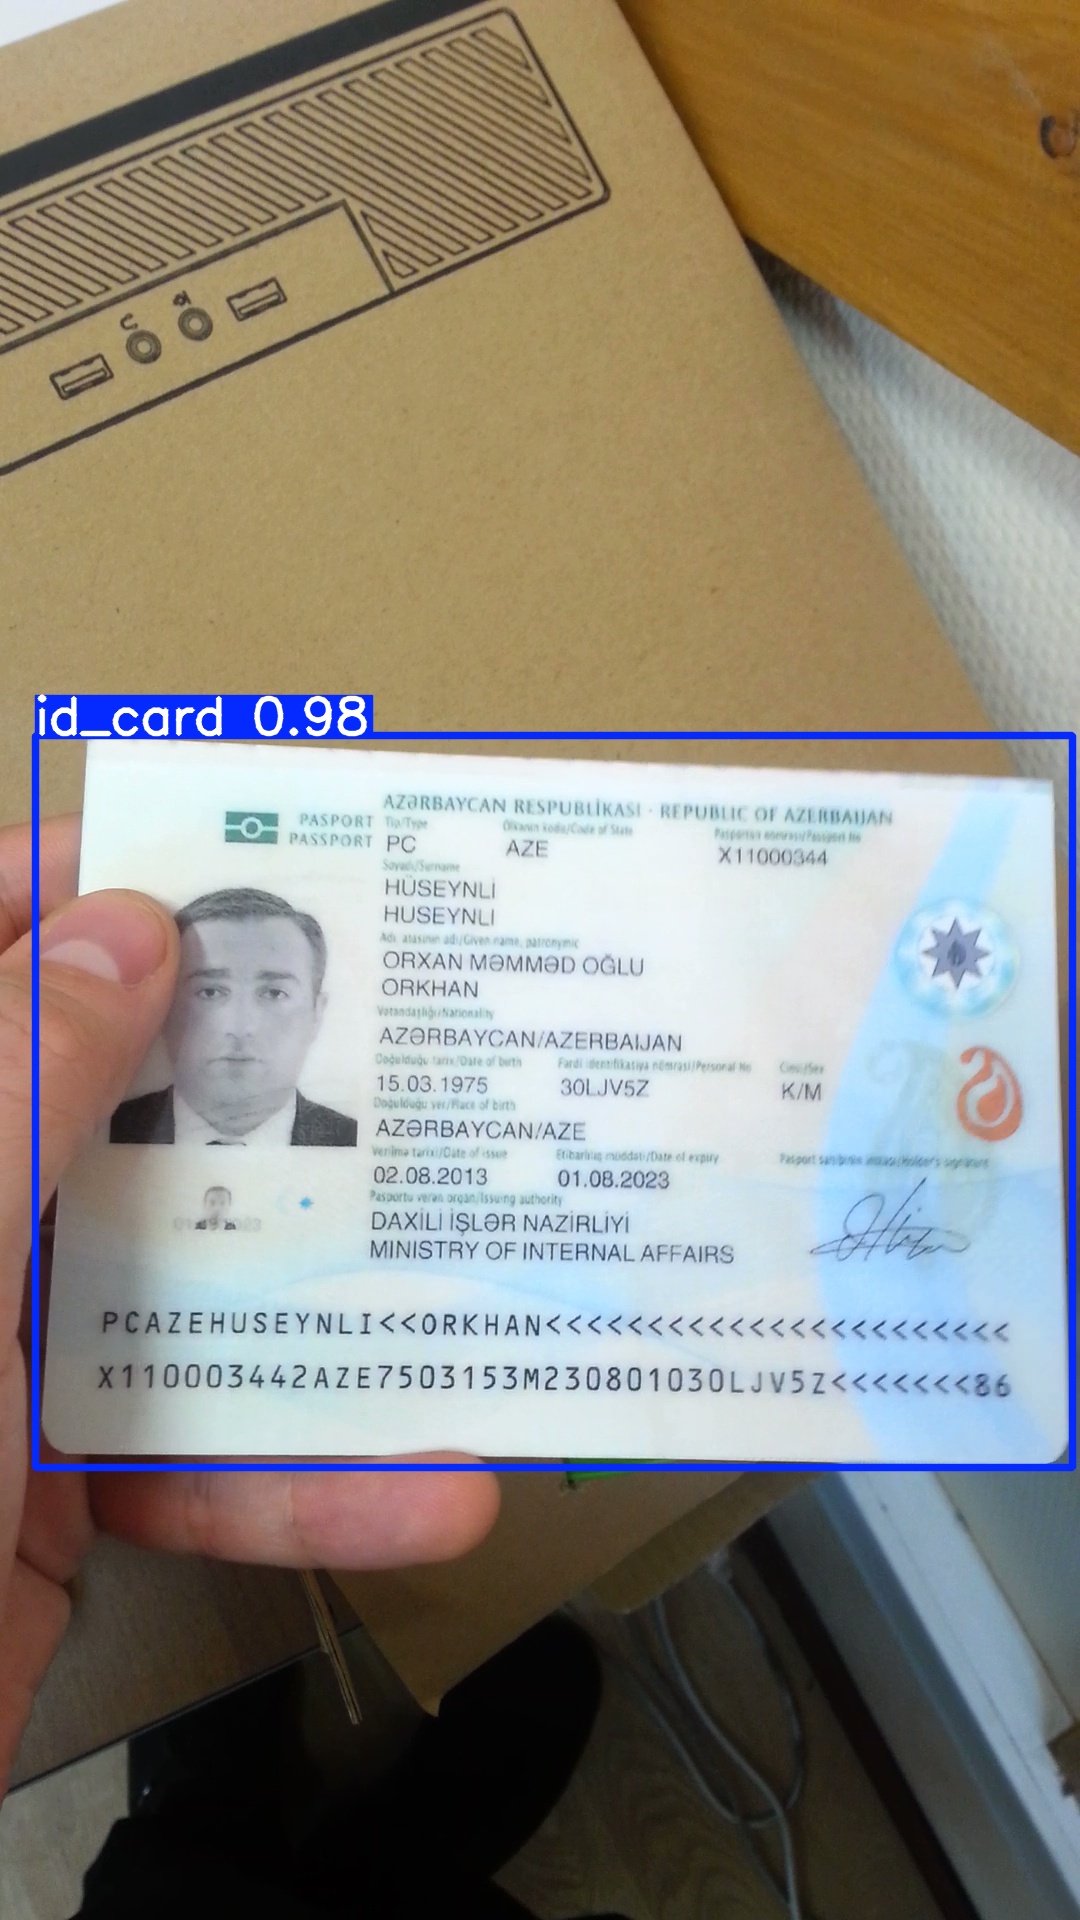 id_card 0.98
AZƏRBAYCAN RESPUBLİKASI · REPUBLIC OF AZERBAIJAN
PASPORT
PASSPORT
Tip/Type
Ölkənin kodu/Code of State
Pasportun nömrəsi/Passport No
PC
AZE
X11000344
Soyadı/Surname
HÜSEYNLİ
HUSEYNLI
Adı, atasının adı/Given name, patronymic
ORXAN MƏMMƏD OĞLU
ORKHAN
Vətəndaşlığı/Nationality
AZƏRBAYCAN/AZERBAIJAN
Doğulduğu tarix/Date of birth
Fərdi identifikasiya nömrəsi/Personal No
Cinsi/Sex
15.03.1975
30LJV5Z
K/M
Doğulduğu yer/Place of birth
AZƏRBAYCAN/AZE
Verilmə tarixi/Date of issue
Etibarlılıq müddəti/Date of expiry
Pasport sahibinin imzası/Holder's signature
02.08.2013
01.08.2023
Pasportu verən orqan/Issuing authority
DAXİLİ İŞLƏR NAZİRLİYİ
MINISTRY OF INTERNAL AFFAIRS
PCAZEHUSEYNLI<<ORKHAN<<<<<<<<<<<<<<<<<<<<<<<
X110003442AZE7503153M230801030LJV5Z<<<<<<<86